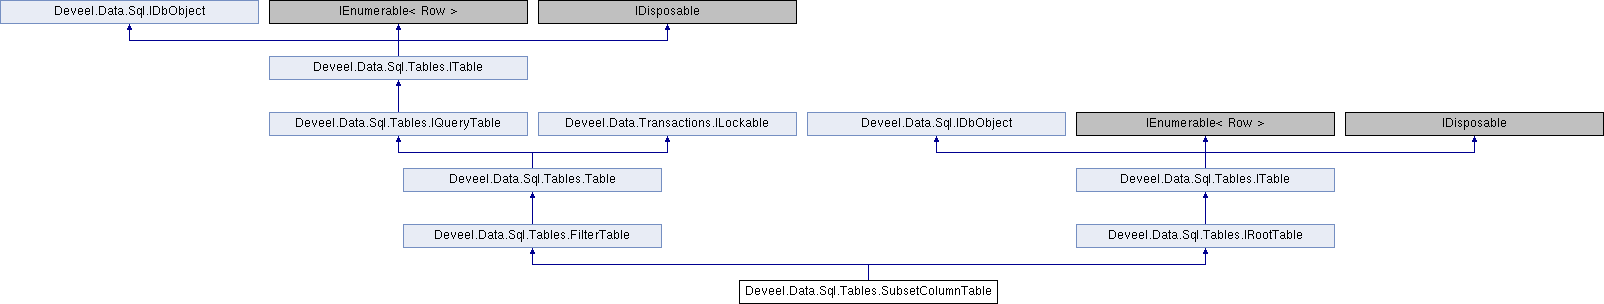 Deveel.Data.Sql.IDbObject
IEnumerable< Row >
IDisposable
Deveel.Data.Sql.Tables.ITable
Deveel.Data.Sql.Tables.IQueryTable
Deveel.Data.Transactions.ILockable
Deveel.Data.Sql.IDbObject
IEnumerable< Row >
IDisposable
Deveel.Data.Sql.Tables.Table
Deveel.Data.Sql.Tables.ITable
Deveel.Data.Sql.Tables.FilterTable
Deveel.Data.Sql.Tables.IRootTable
Deveel.Data.Sql.Tables.SubsetColumnTable